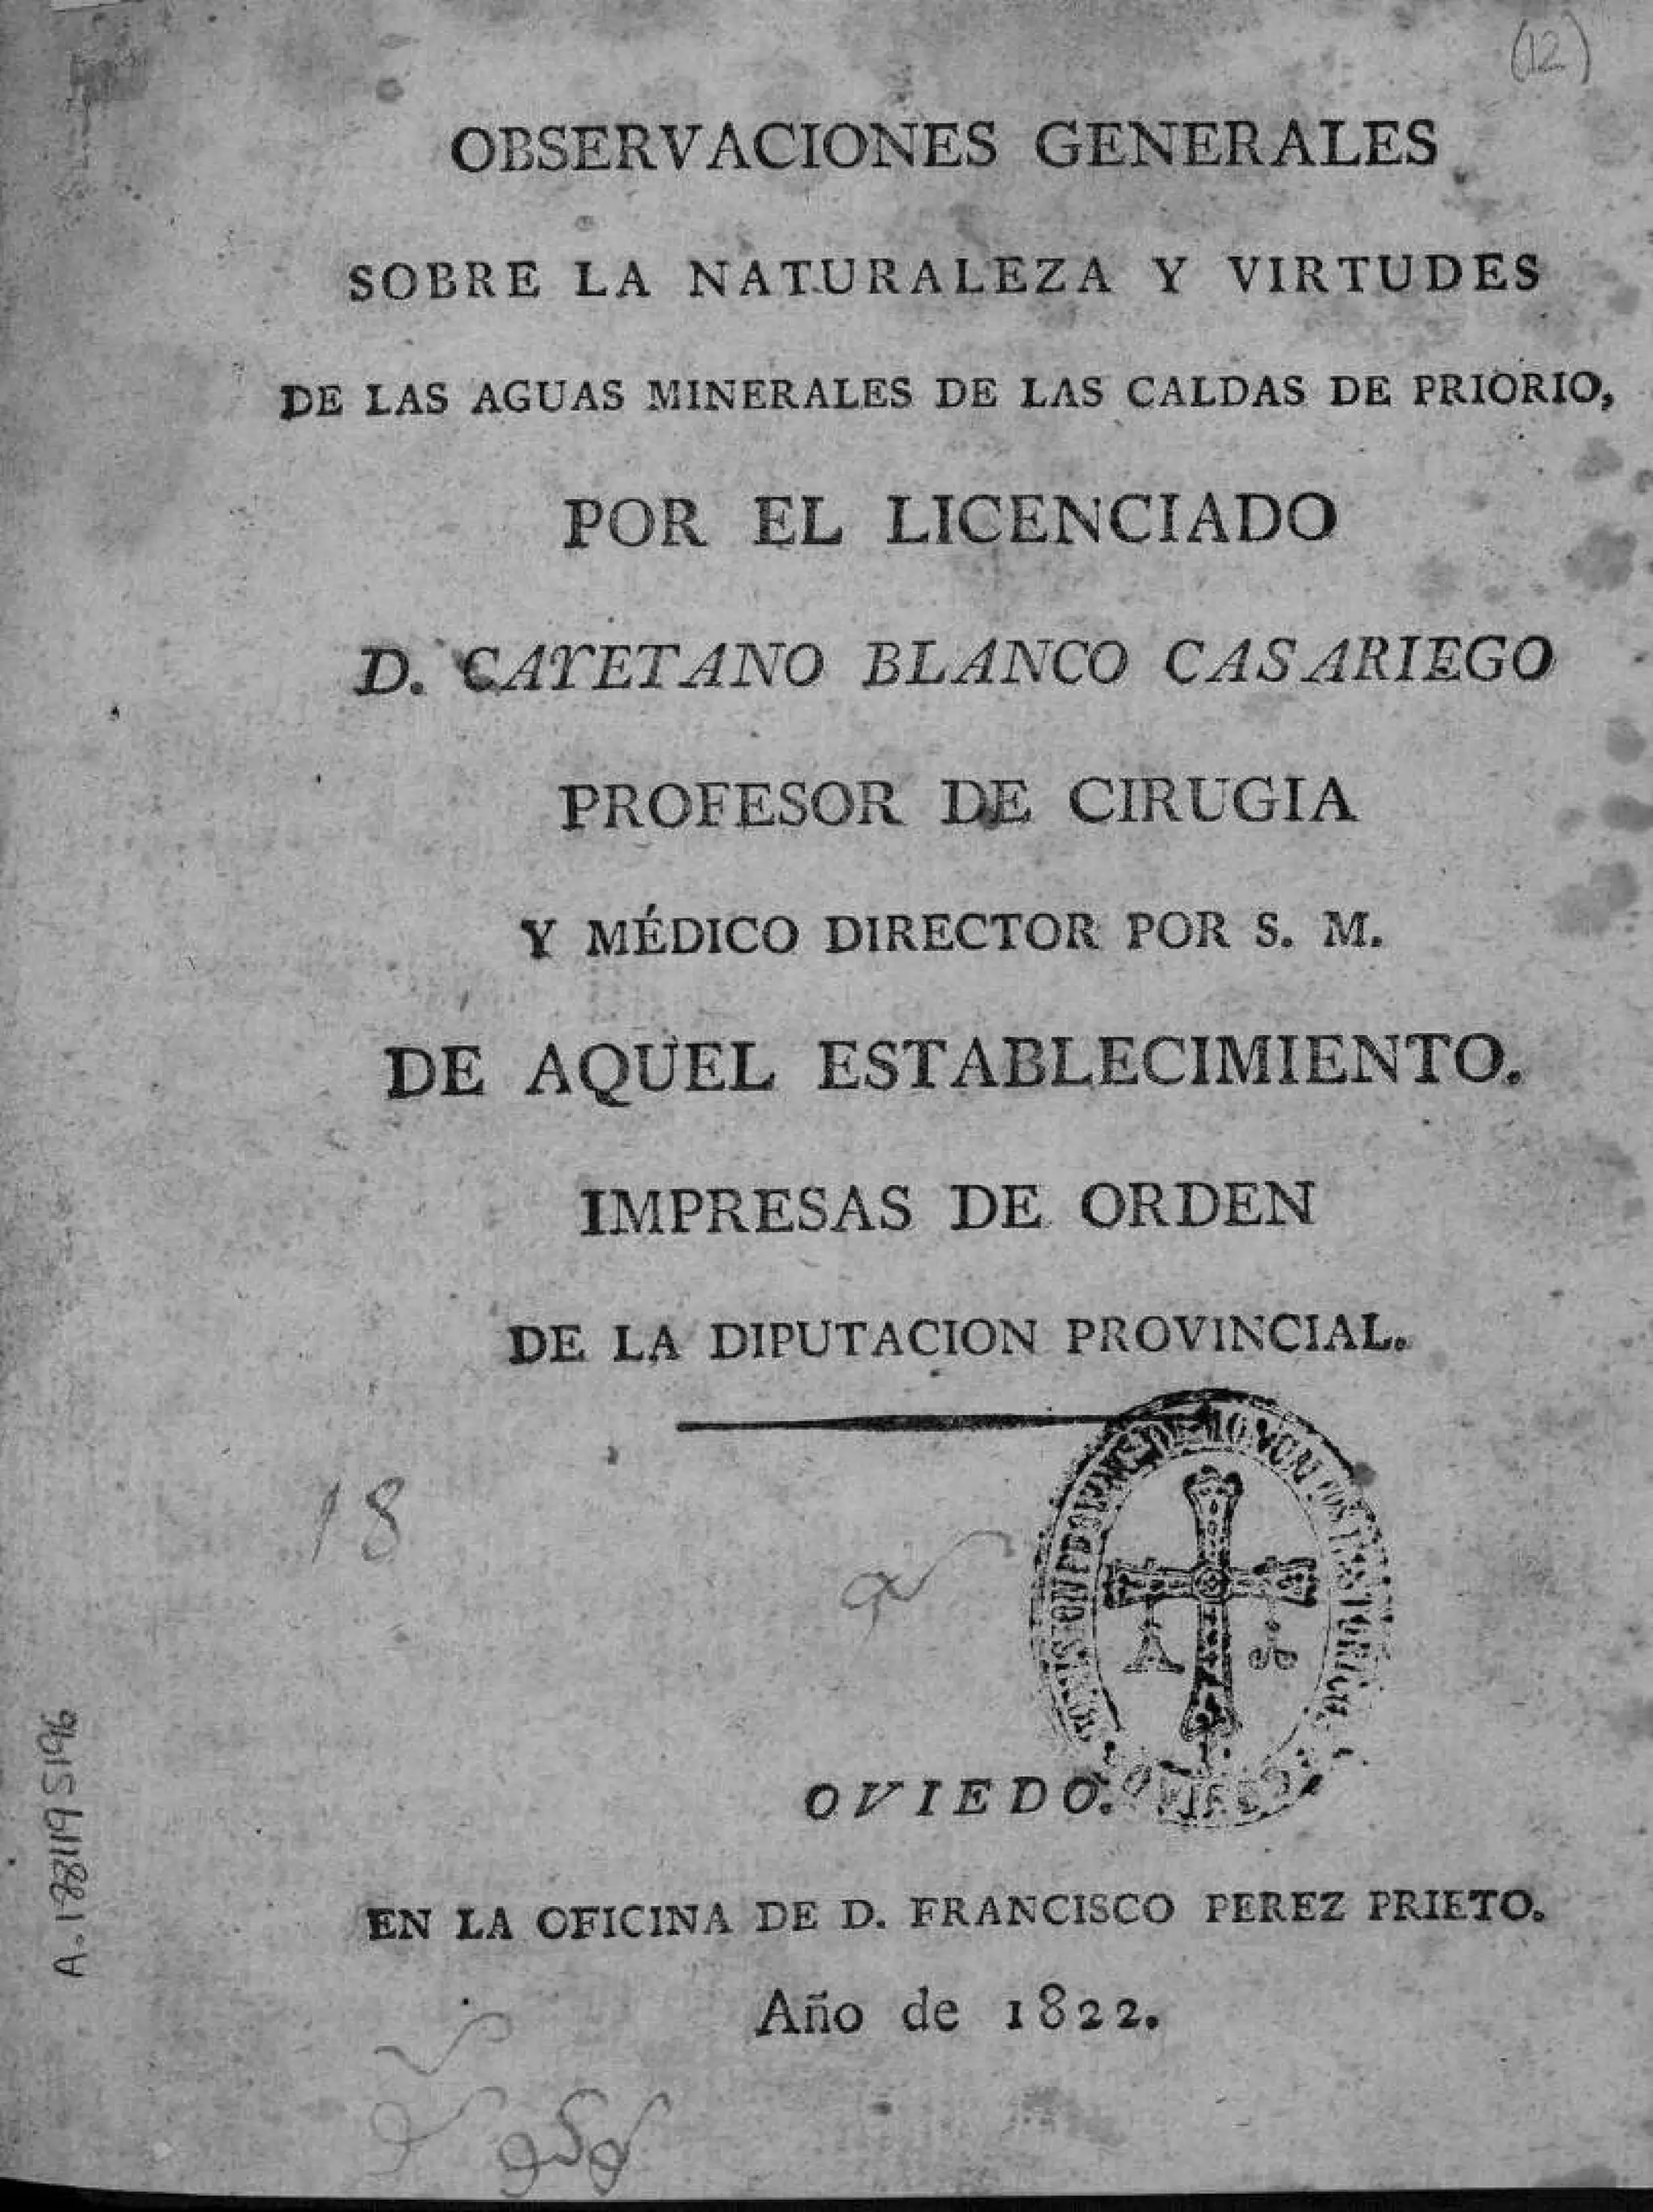 (12)
OBSERVACIONES GENERALES
SOBRE LA NATURALEZA Y VIRTUDES
DE LAS AGUAS MINERALES DE LAS CALDAS DE PRIORIO,
POR EL LICENCIADO
D. CAYETANO BLANCO CASARIEGO
PROFESOR DE CIRUGIA
Y MÉDICO DIRECTOR POR S. M.
DE AQUEL ESTABLECIMIENTO.
IMPRESAS DE ORDEN
DE LA DIPUTACION PROVINCIAL.
18
OVIEDO.
EN LA OFICINA DE D. FRANCISCO PEREZ PRIETO.
Año de 1822.